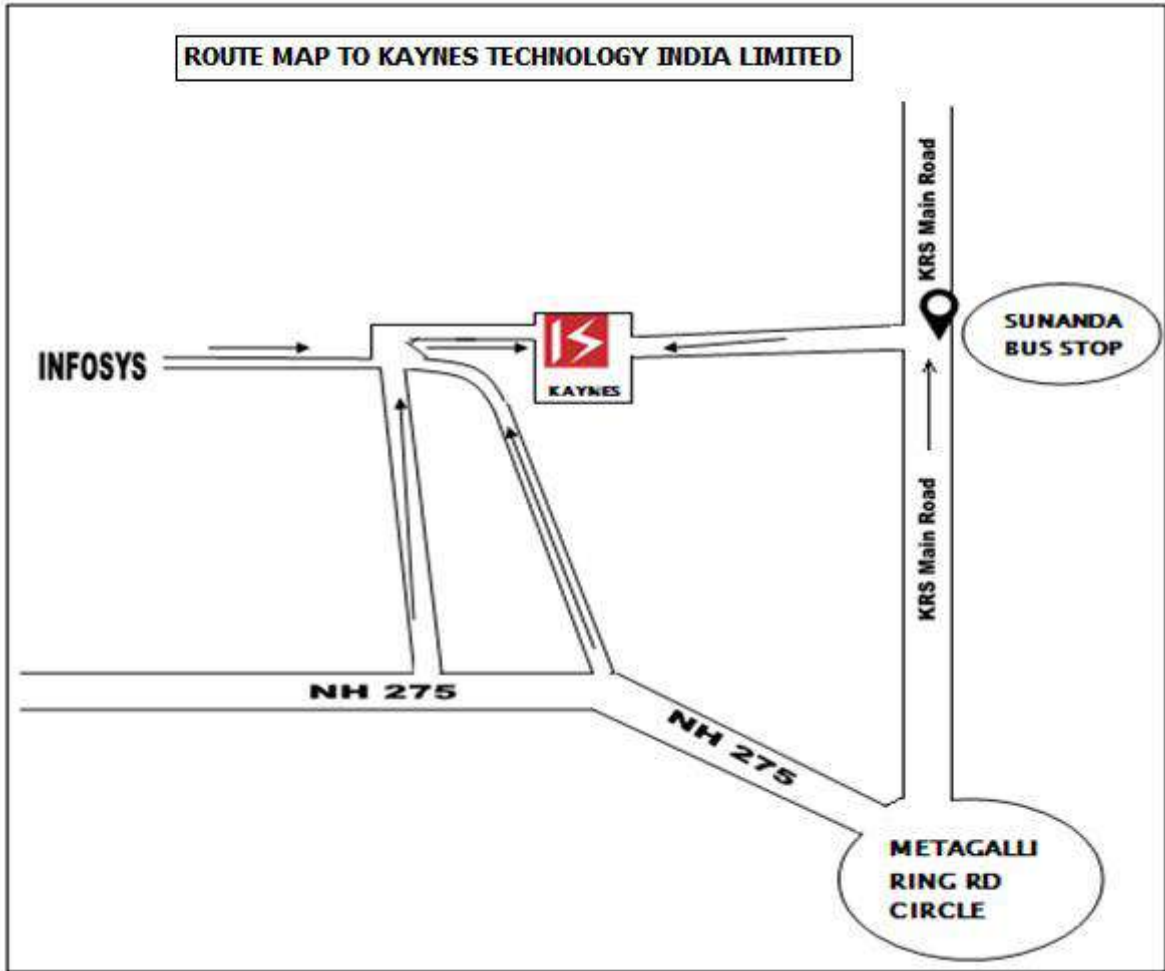 ROUTE MAP TO KAYNES TECHNOLOGY INDIA LIMITED
KRS Main Road
SUNANDA
BUS STOP
INFOSYS
KAYNES
KRS Main Road
NH 275
NH 275
METAGALLI
RING RD
CIRCLE